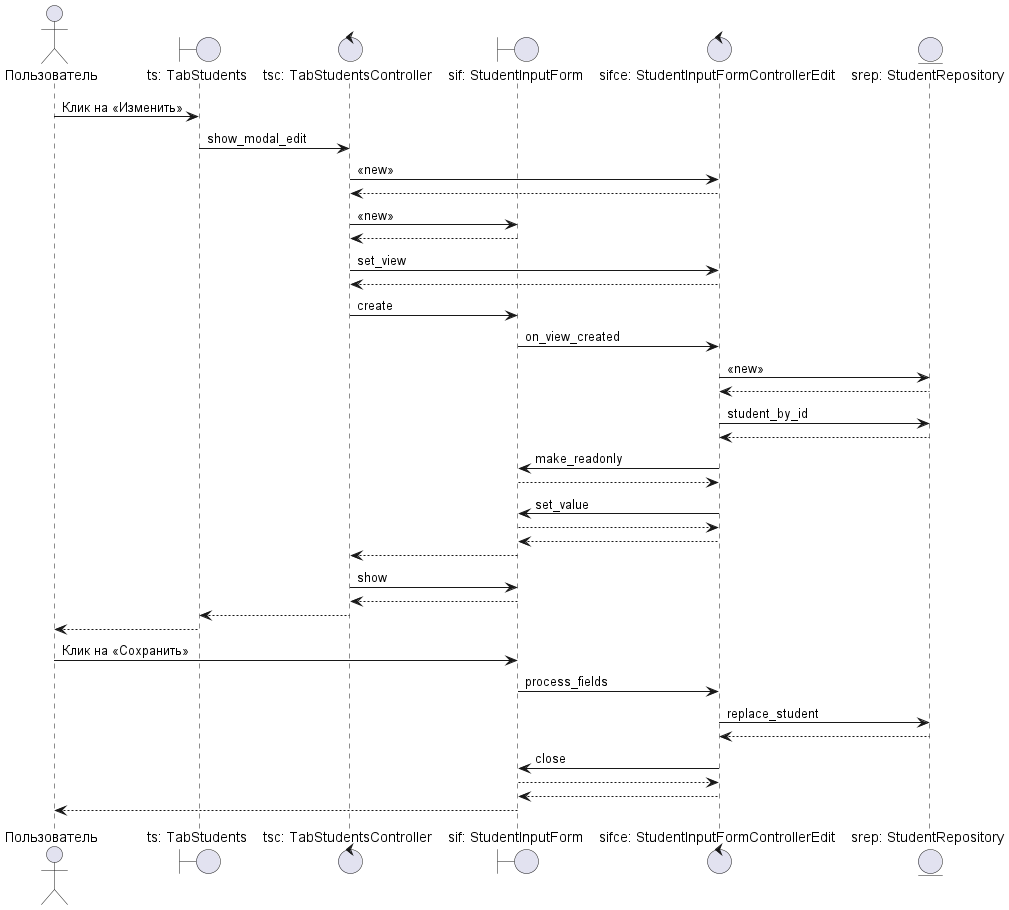 Пользователь
ts: TabStudents
tsc: TabStudentsController
sif: StudentInputForm
sifce: StudentInputFormControllerEdit
srep: StudentRepository
Клик на «Изменить»
show_modal_edit
«new»
«new»
set_view
create
on_view_created
«new»
student_by_id
make_readonly
set_value
show
Клик на «Сохранить»
process_fields
replace_student
close
Пользователь
ts: TabStudents
tsc: TabStudentsController
sif: StudentInputForm
sifce: StudentInputFormControllerEdit
srep: StudentRepository